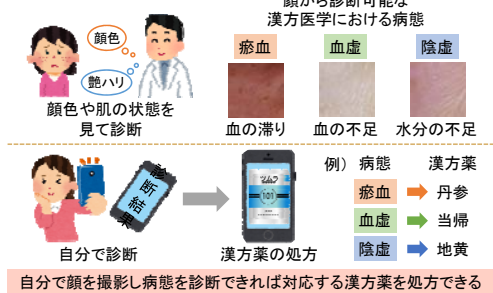 顔から診断可能な
漢方医学における病態
顔色
艶ハリ
瘀血
血虚
陰虚
顔色や肌の状態を
見て診断
血の滞り
血の不足
水分の不足
診断結果
ツムラ
101
自分で診断
漢方薬の処方
例) 病態 漢方薬
瘀血 丹参
血虚 当帰
陰虚 地黄
自分で顔を撮影し病態を診断できれば対応する漢方薬を処方できる